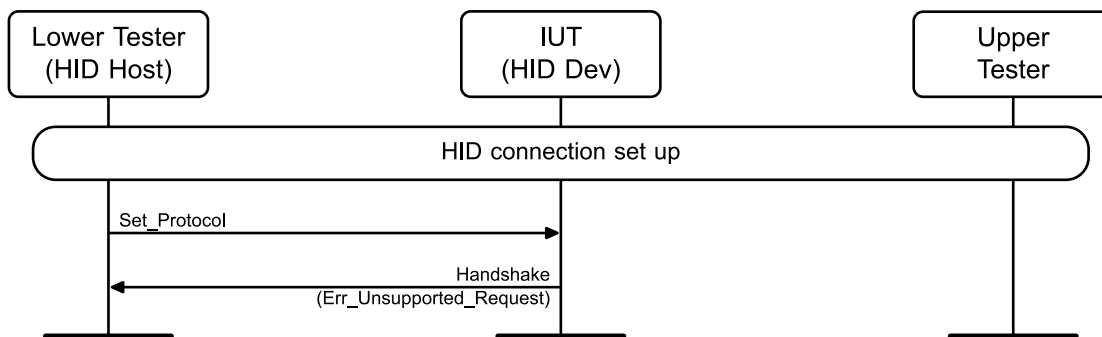 Lower Tester
(HID Host)
IUT
(HID Dev)
Upper
Tester
HID connection set up
Set_Protocol
Handshake
(Err_Unsupported_Request)